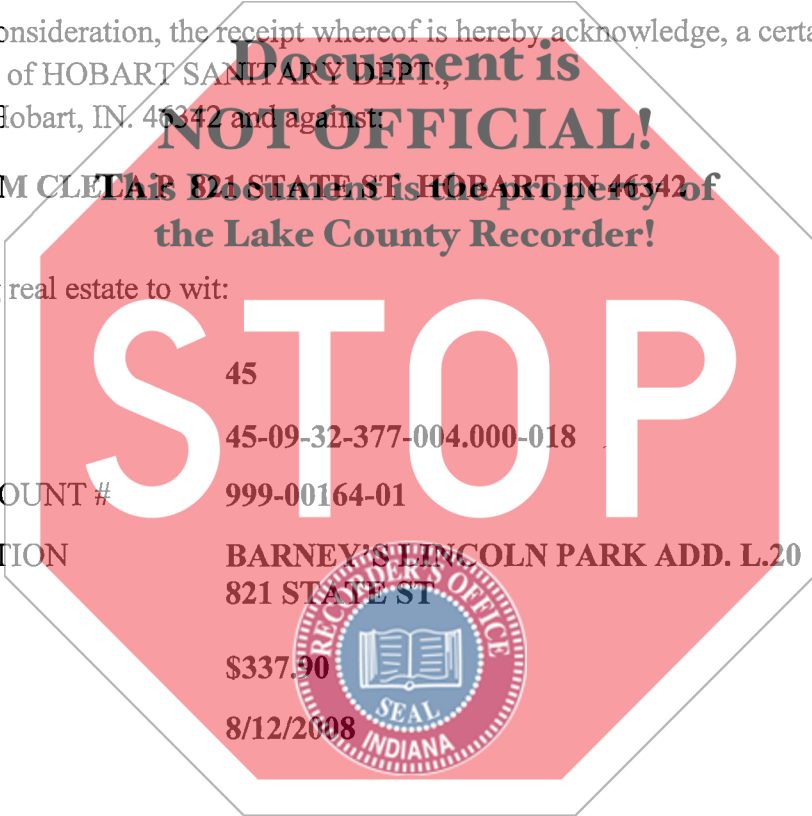 onsideration, the receipt whereof is hereby acknowledge, a certa
Document is
of HOBART SANITARY DEPT.,
NOT OFFICIAL!
Hobart, IN. 46342 and against:
This Document is the property of
M CLETA P. 821 STATE ST. HOBART IN 46342
the Lake County Recorder!
real estate to wit:
STOP
45
45-09-32-377-004.000-018
OUNT # 999-00164-01
TION BARNEY'S LINCOLN PARK ADD. L.20
821 STATE ST
$337.90
8/12/2008
RECORDER'S OFFICE
SEAL
INDIANA